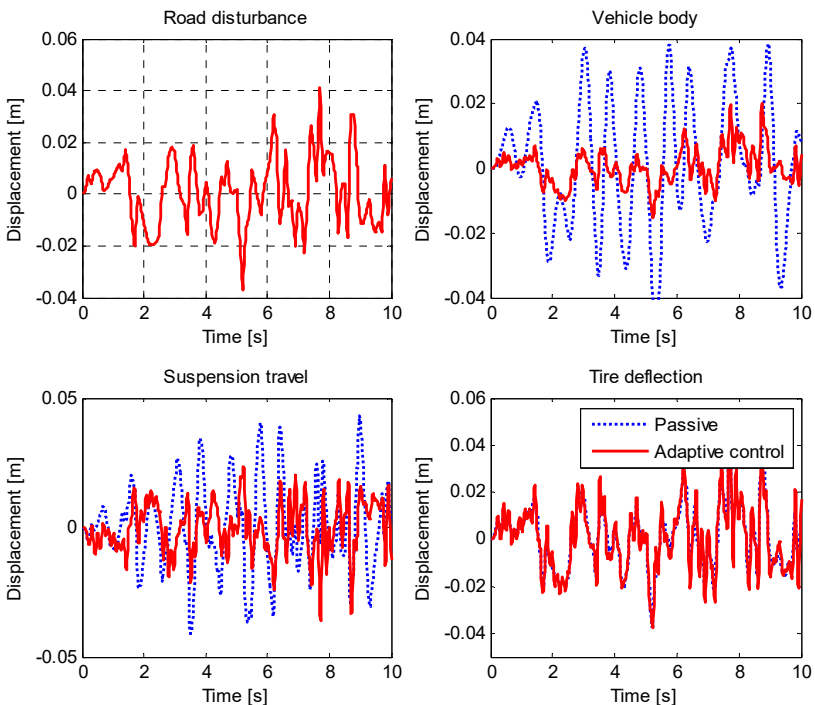 Road disturbance
0.06
0.04
0.02
0
-0.02
-0.04
0 2 4 6 8 10
Displacement [m]
Time [s]
Vehicle body
0.04
0.02
0
-0.02
-0.04
0 2 4 6 8 10
Displacement [m]
Time [s]
Suspension travel
0.05
0
-0.05
0 2 4 6 8 10
Displacement [m]
Time [s]
Tire deflection
0.06
0.04
0.02
0
-0.02
-0.04
0 2 4 6 8 10
Displacement [m]
Time [s]
Passive
Adaptive control